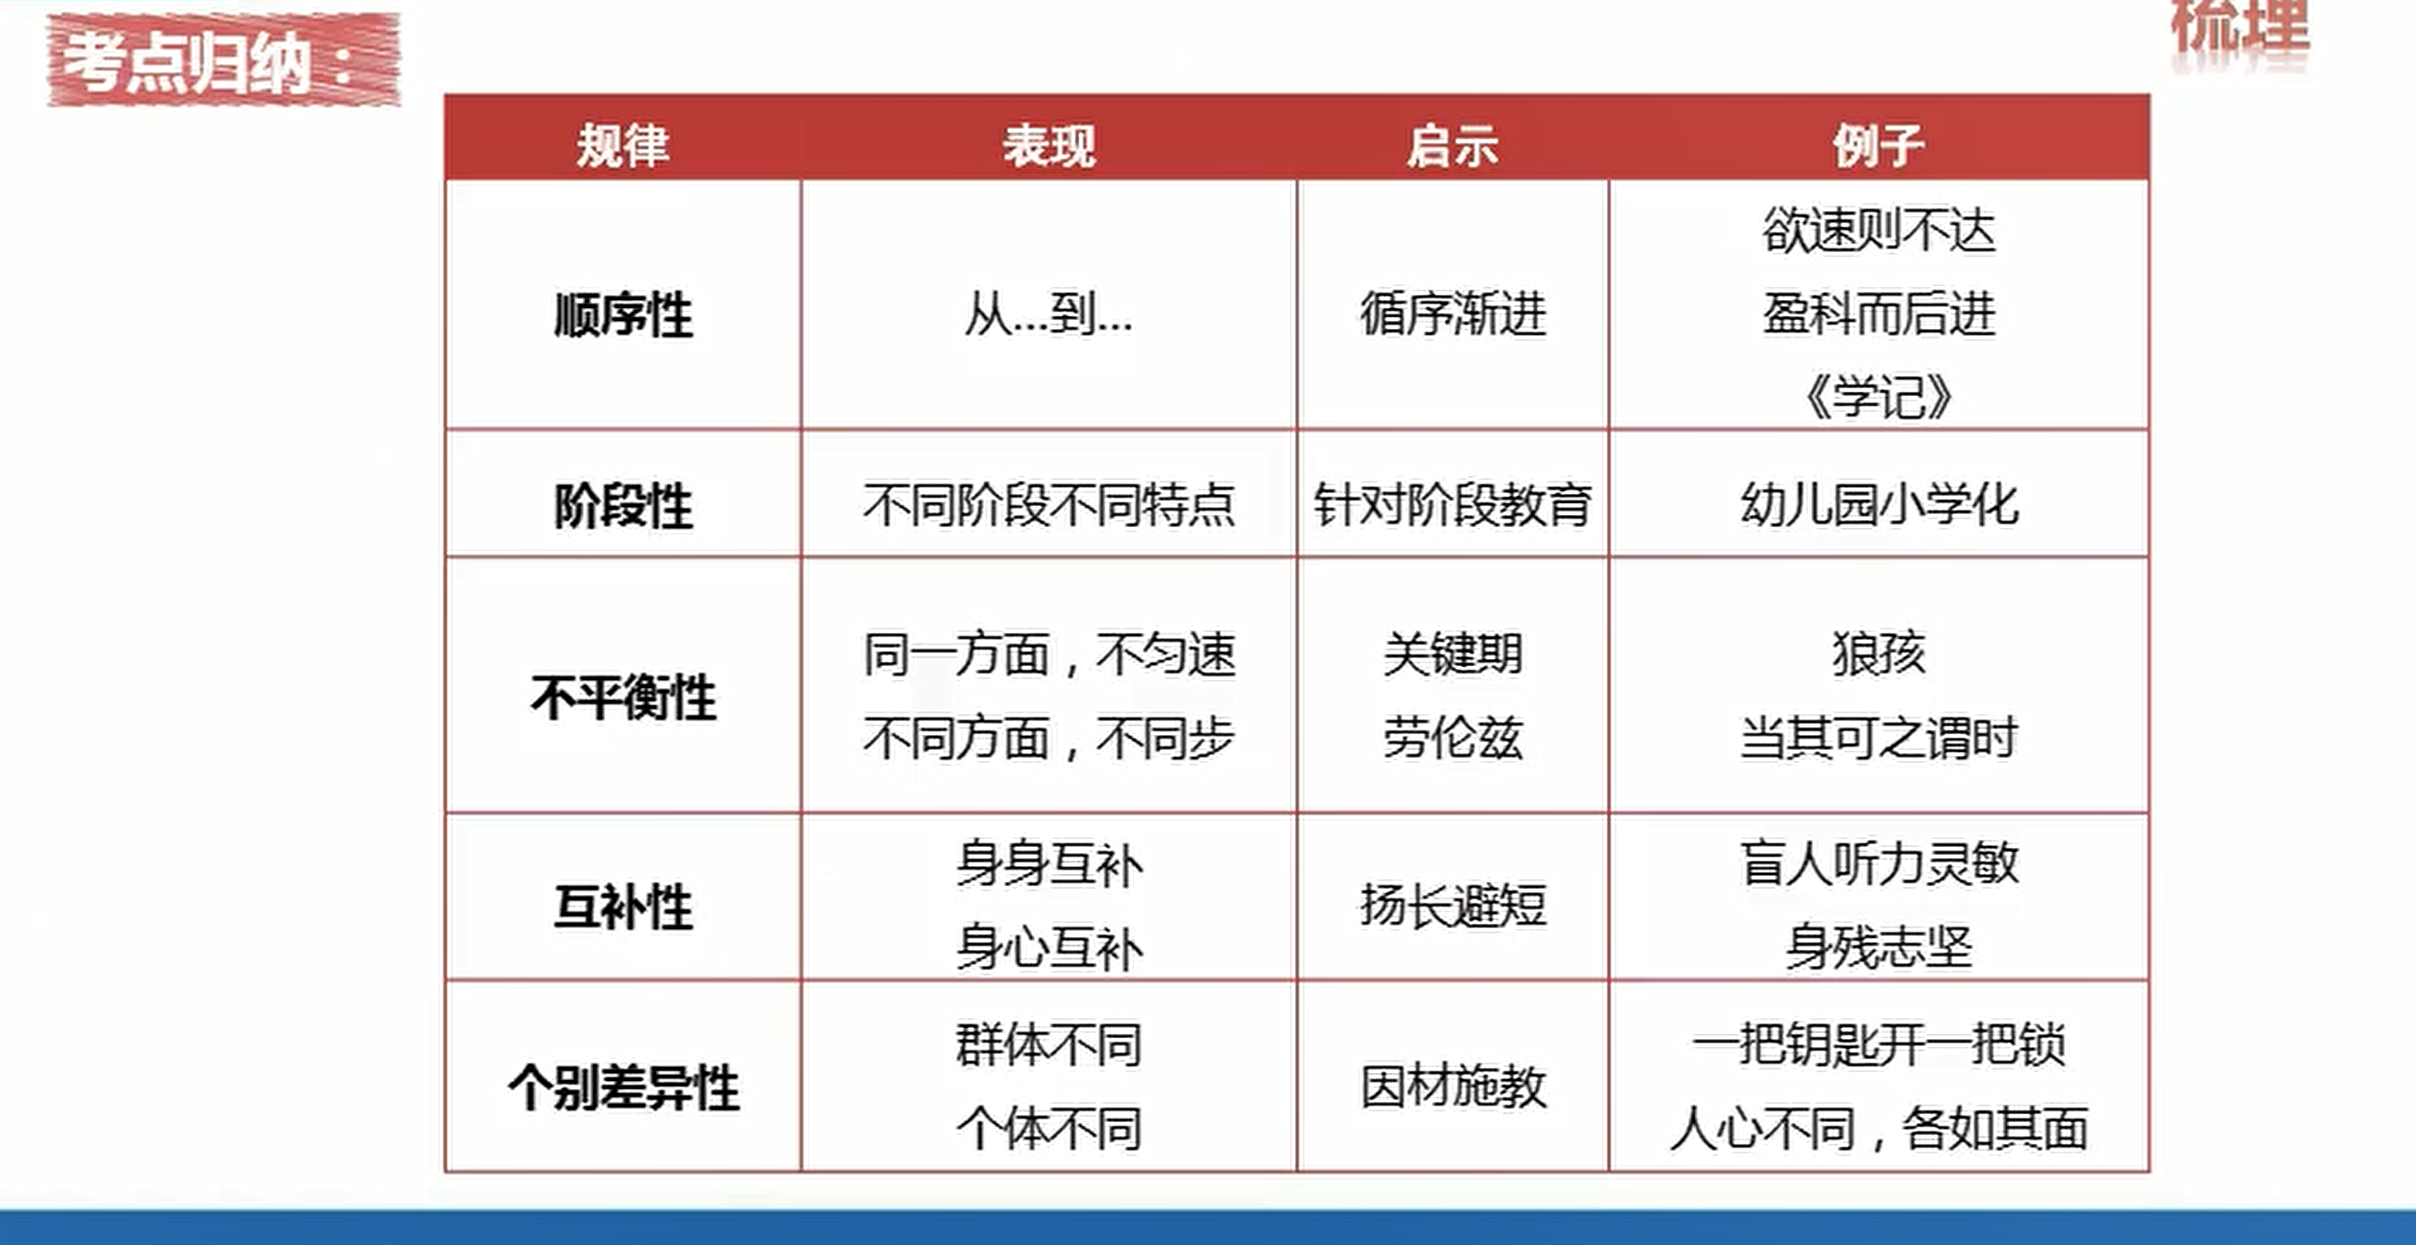 考点归纳：
梳理
规律 表现 启示 例子
顺序性 从...到... 循序渐进 欲速则不达
盈科而后进
《学记》
阶段性 不同阶段不同特点 针对阶段教育 幼儿园小学化
不平衡性 同一方面，不匀速
不同方面，不同步 关键期
劳伦兹 狼孩
当其可之谓时
互补性 身身互补
身心互补 扬长避短 盲人听力灵敏
身残志坚
个别差异性 群体不同
个体不同 因材施教 一把钥匙开一把锁
人心不同，各如其面